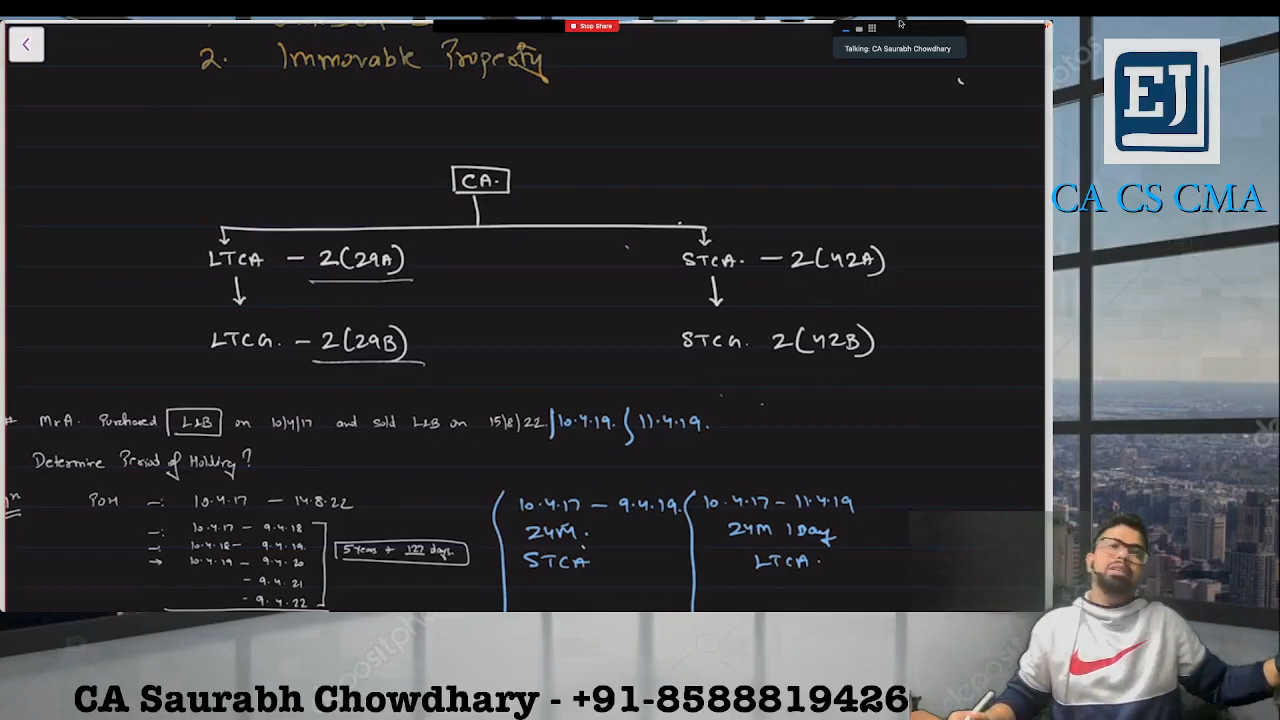 Stop Share
Talking: CA Saurabh Chowdhary
2. Immovable Property
EJ
CA CS CMA
CA.
LTCA - 2(29A)
STCA. - 2(42A)
LTCG. - 2(29B)
STCG. 2(42B)
Mr A. Purchased L&B on 10/4/17 and sold L&B on 15/8/22 10.4.19. 11.4.19.
Determine Period of Holding?
POH -: 10.4.17 - 14.8.22
-: 10.4.17 - 9.4.18
-: 10.4.18 - 9.4.19
→ 10.4.19 - 9.4.20
- 9.4.21
- 9.4.22
5 Years + 127 days.
10.4.17 - 9.4.19.
24M.
STCA
10.4.17 - 11.4.19
24M 1 Day
LTCA.
CA Saurabh Chowdhary - +91-8588819426